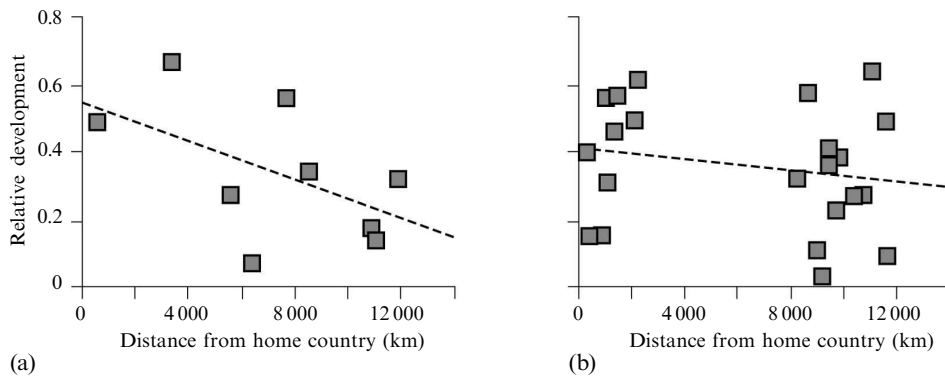 0.8
0.6
0.4
0.2
0
Relative development
0 4 000 8 000 12 000
Distance from home country (km)
(a)
0 4 000 8 000 12 000
Distance from home country (km)
(b)